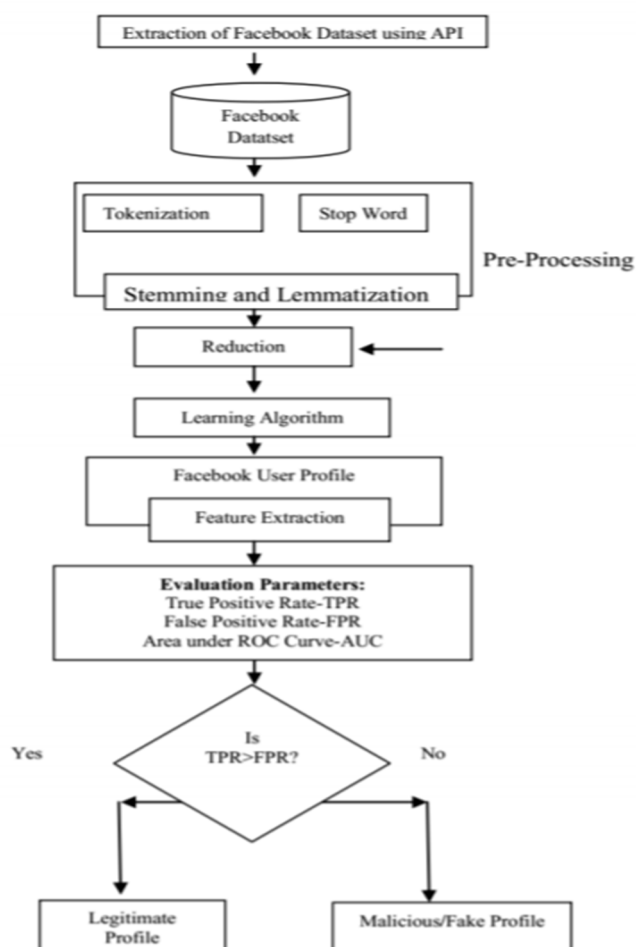 Extraction of Facebook Dataset using API
Facebook
Datatset
Tokenization
Stop Word
Pre-Processing
Stemming and Lemmatization
Reduction
Learning Algorithm
Facebook User Profile
Feature Extraction
Evaluation Parameters:
True Positive Rate-TPR
False Positive Rate-FPR
Area under ROC Curve-AUC
Is
TPR>FPR?
Yes
No
Legitimate
Profile
Malicious/Fake Profile